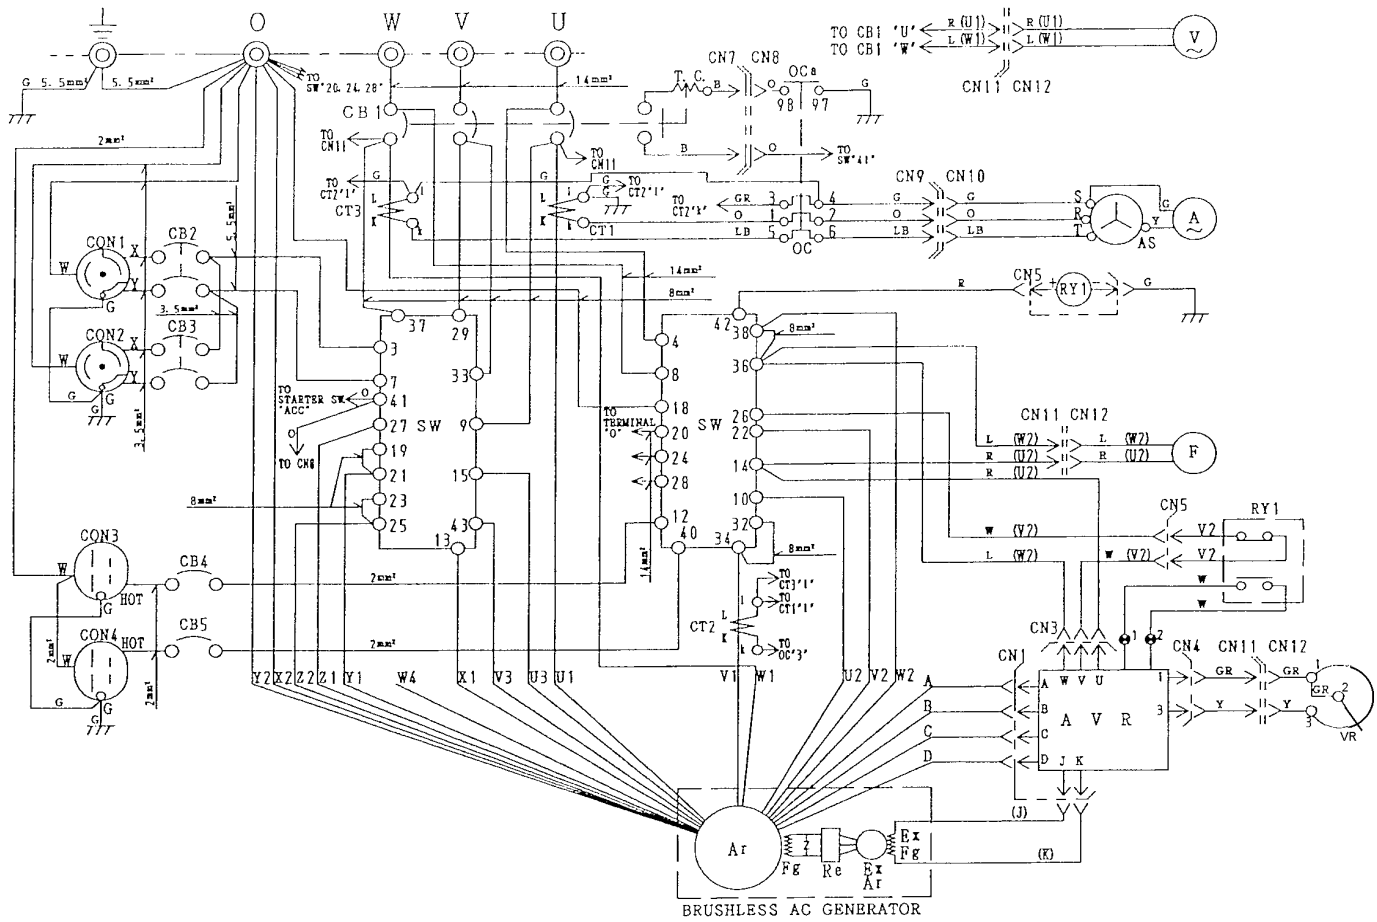 O W V U
TO CB1 'U' R (U1) R (U1)
TO CB1 'W' L (W1) L (W1)
V
CN11 CN12
G 5.5mm² 5.5mm²
TO SW"20.24.28"
14mm²
T.C. CN7 CN8 OCa
B O 98 97 G
CB1
2mm²
TO CN11
TO CN11
B O
TO SW"41"
TO CT2"1"
G
L
K
CT3
l
k
G
TO CT2"1"
G
L
K
CT1
TO CT2"k"
GR 3 4
O 1 2
LB 5 6
OC
CN9 CN10
G G
O O
LB LB
S
R
T
G
Y
AS
A
5.5mm²
CON1
W X Y G
CB2
3.5mm²
CON2
W X Y G
CB3
G
G
3.5mm²
14mm²
8mm²
R CN5 + RY1 - G
37 29
3
7
41
27
19
21
23
25
13
33
9
15
43
SW
TO STARTER SW. "ACC"
O
O
TO CN8
8mm²
42
38
36
26
22
14
10
32
34
40
4
8
18
20
24
28
12
SW
8mm²
TO TERMINAL "O"
14mm²
8mm²
CN11 CN12
L (W2) L (W2)
R (U2) R (U2)
R (U2)
F
CN5 RY1
W (V2) V2
L (W2) W (V2) V2
W
W
CON3
W
G
HOT
CB4
2mm²
CON4
W
G
HOT
CB5
2mm²
2mm²
G
G
2mm²
TO CT3'1'
TO CT1'1'
TO OC'3'
CT2
L
K
l
k
CN3
1 2
CN1 CN4 CN11 CN12
Y2 X2 Z2 Z1 Y1 W4 X1 V3 U3 U1 V1 W1 U2 V2 W2
A A
B B
C C
D D
W V U
AVR
J K
1 GR GR 1
GR 2
3 Y Y 3
VR
(J)
(K)
Ar
Fg
Re
Ex Ar
Ex Fg
BRUSHLESS AC GENERATOR